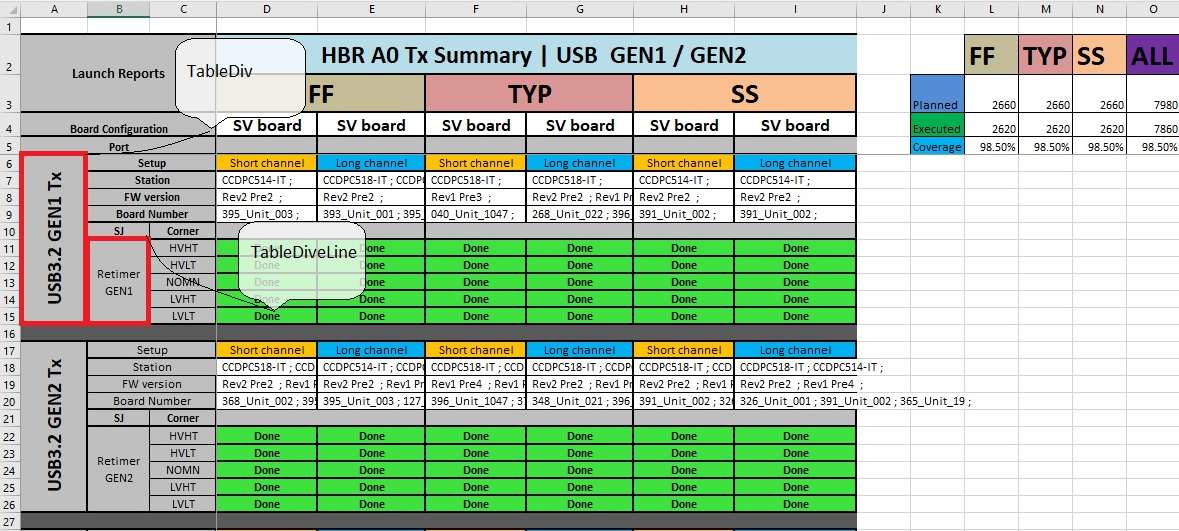 A B C D E F G H I J K L M N O
1
2 Launch Reports HBR A0 Tx Summary | USB GEN1 / GEN2 FF TYP SS ALL
TableDiv
3 FF TYP SS Planned 2660 2660 2660 7980
4 Board Configuration SV board SV board SV board SV board SV board SV board Executed 2620 2620 2620 7860
5 Port Coverage 98.50% 98.50% 98.50% 98.50%
USB3.2 GEN1 Tx
6 Setup Short channel Long channel Short channel Long channel Short channel Long channel
7 Station CCDPC514-IT ; CCDPC518-IT ; CCDP CCDPC518-IT ; CCDPC518-IT ; CCDPC514-IT ; CCDPC514-IT ;
8 FW version Rev2 Pre2 ; Rev2 Pre2 ; Rev1 Pre3 ; Rev2 Pre2 ; Rev1 Pr Rev2 Pre2 ; Rev2 Pre2 ;
9 Board Number 395_Unit_003 ; 393_Unit_001 ; 395_ 040_Unit_1047 ; 268_Unit_022 ; 396_ 391_Unit_002 ; 391_Unit_002 ;
10 SJ Corner
TableDiveLine
Retimer GEN1
11 HVHT Done Done Done Done Done Done
12 HVLT Done Done Done Done Done Done
13 NOMN Done Done Done Done Done Done
14 LVHT Done Done Done Done Done Done
15 LVLT Done Done Done Done Done Done
16
USB3.2 GEN2 Tx
17 Setup Short channel Long channel Short channel Long channel Short channel Long channel
18 Station CCDPC518-IT ; CCD CCDPC514-IT ; CCDP CCDPC518-IT ; CCD CCDPC518-IT ; CCDP CCDPC518-IT ; CCD CCDPC518-IT ; CCDPC514-IT ;
19 FW version Rev2 Pre2 ; Rev1 P Rev2 Pre2 ; Rev1 Pr Rev1 Pre4 ; Rev1 P Rev2 Pre2 ; Rev1 Pr Rev2 Pre2 ; Rev1 P Rev2 Pre2 ; Rev1 Pre4 ;
20 Board Number 368_Unit_002 ; 395 395_Unit_003 ; 127_ 396_Unit_1047 ; 37 348_Unit_021 ; 396_ 391_Unit_002 ; 326 326_Unit_001 ; 391_Unit_002 ; 365_Unit_19 ;
21 SJ Corner
Retimer GEN2
22 HVHT Done Done Done Done Done Done
23 HVLT Done Done Done Done Done Done
24 NOMN Done Done Done Done Done Done
25 LVHT Done Done Done Done Done Done
26 LVLT Done Done Done Done Done Done
27